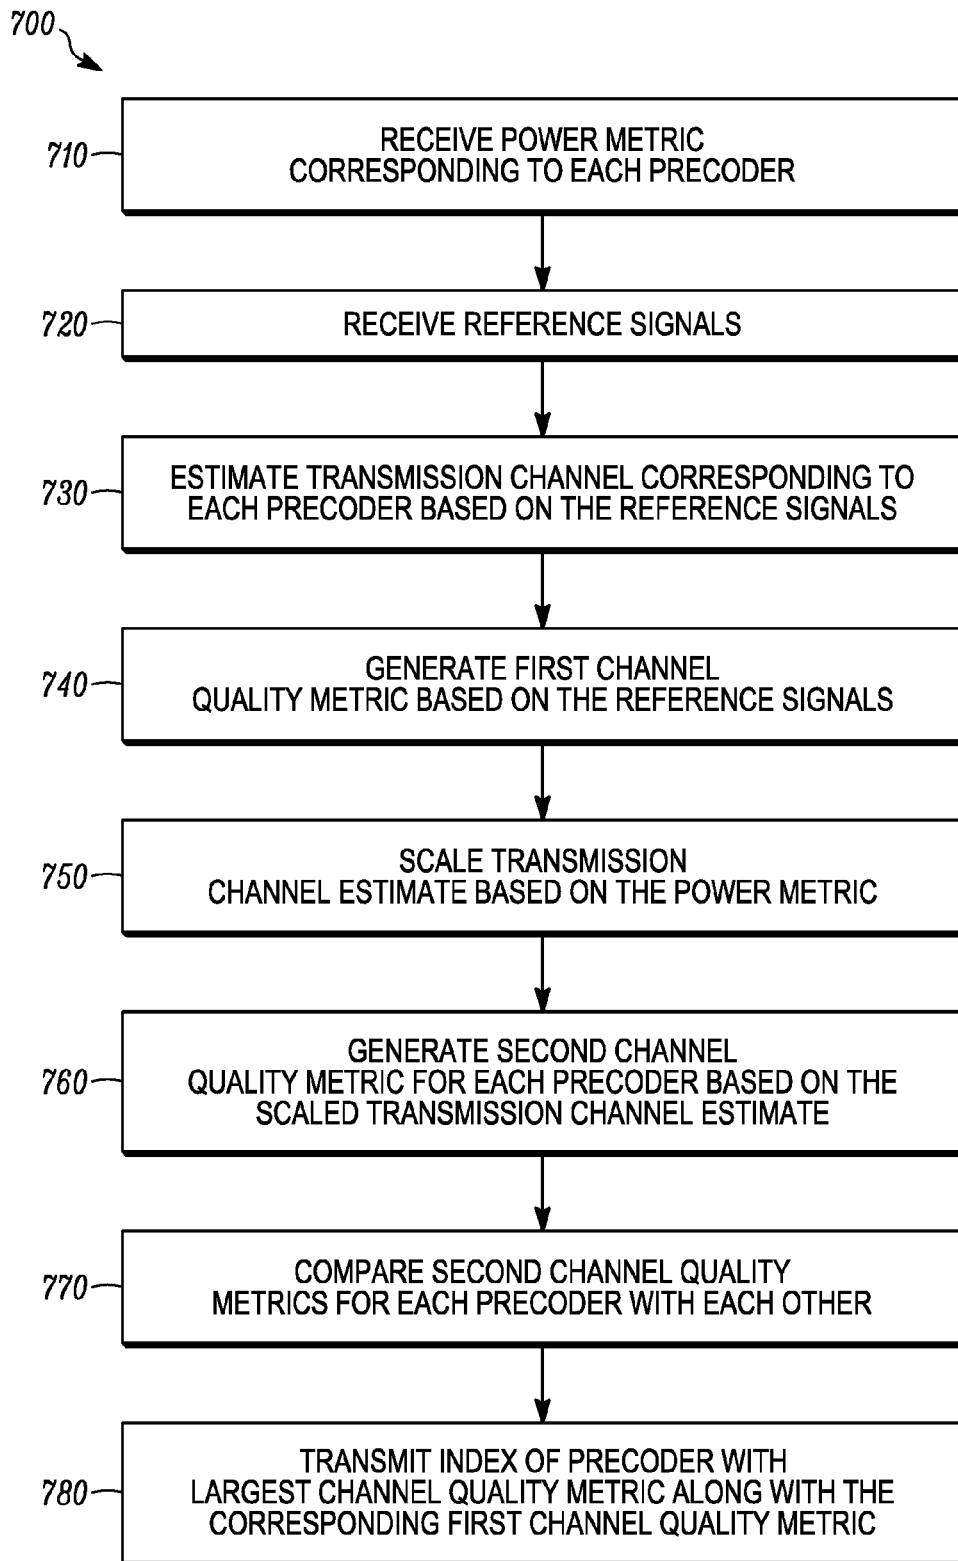 700
710
RECEIVE POWER METRIC
CORRESPONDING TO EACH PRECODER
720
RECEIVE REFERENCE SIGNALS
730
ESTIMATE TRANSMISSION CHANNEL CORRESPONDING TO
EACH PRECODER BASED ON THE REFERENCE SIGNALS
740
GENERATE FIRST CHANNEL
QUALITY METRIC BASED ON THE REFERENCE SIGNALS
750
SCALE TRANSMISSION
CHANNEL ESTIMATE BASED ON THE POWER METRIC
760
GENERATE SECOND CHANNEL
QUALITY METRIC FOR EACH PRECODER BASED ON THE
SCALED TRANSMISSION CHANNEL ESTIMATE
770
COMPARE SECOND CHANNEL QUALITY
METRICS FOR EACH PRECODER WITH EACH OTHER
780
TRANSMIT INDEX OF PRECODER WITH
LARGEST CHANNEL QUALITY METRIC ALONG WITH THE
CORRESPONDING FIRST CHANNEL QUALITY METRIC